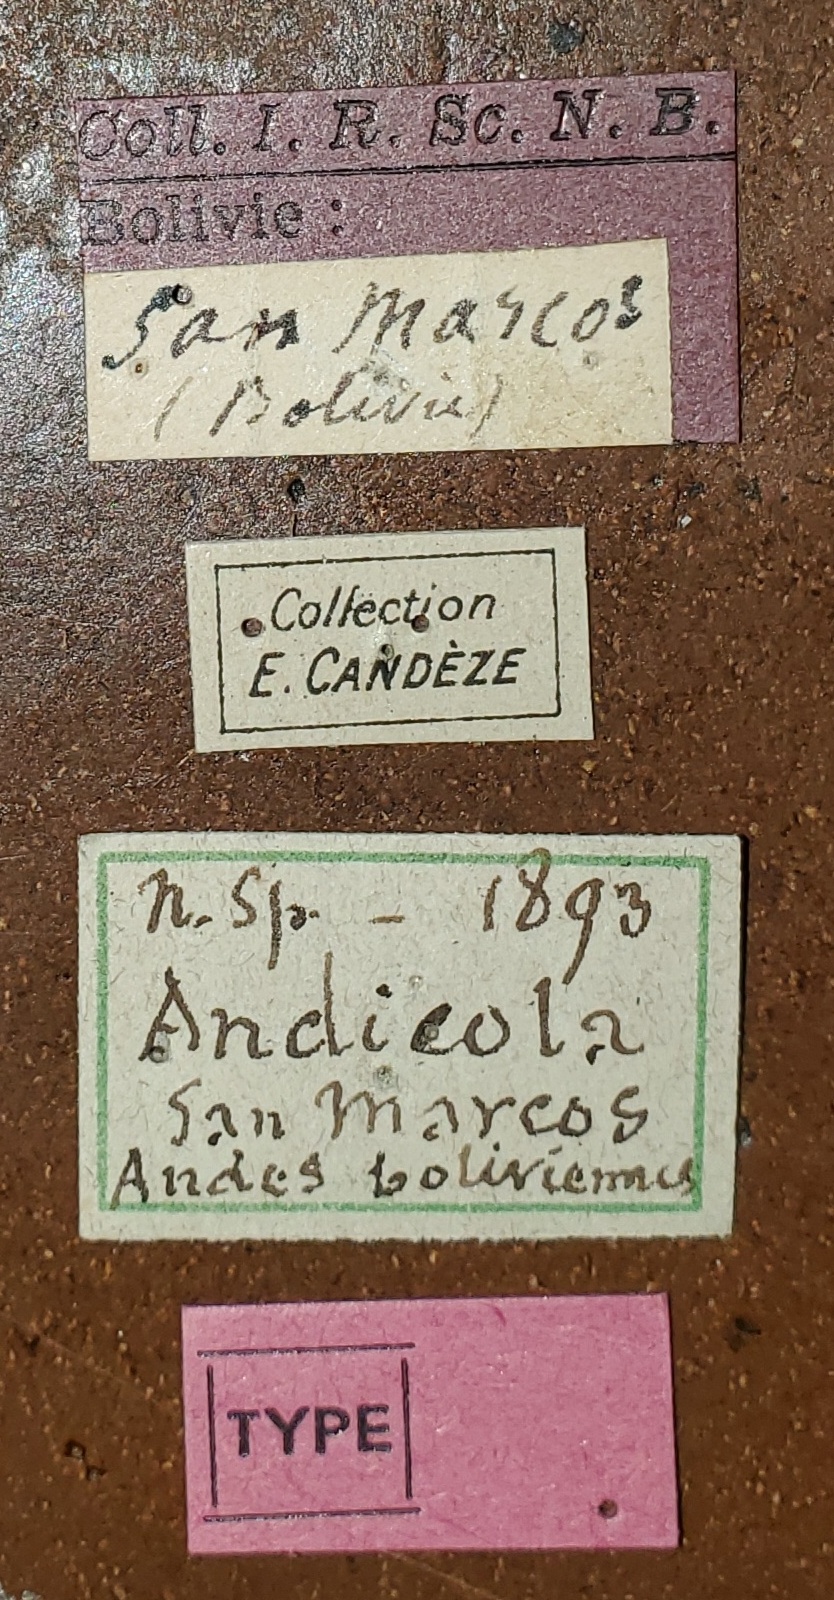 Coll. I. R. Sc. N. B.
Bolivie :
San Marcos
(Bolivie)
Collection
E. CANDÈZE
n. sp. - 1893
Andicola
San Marcos
Andes boliviennes
TYPE